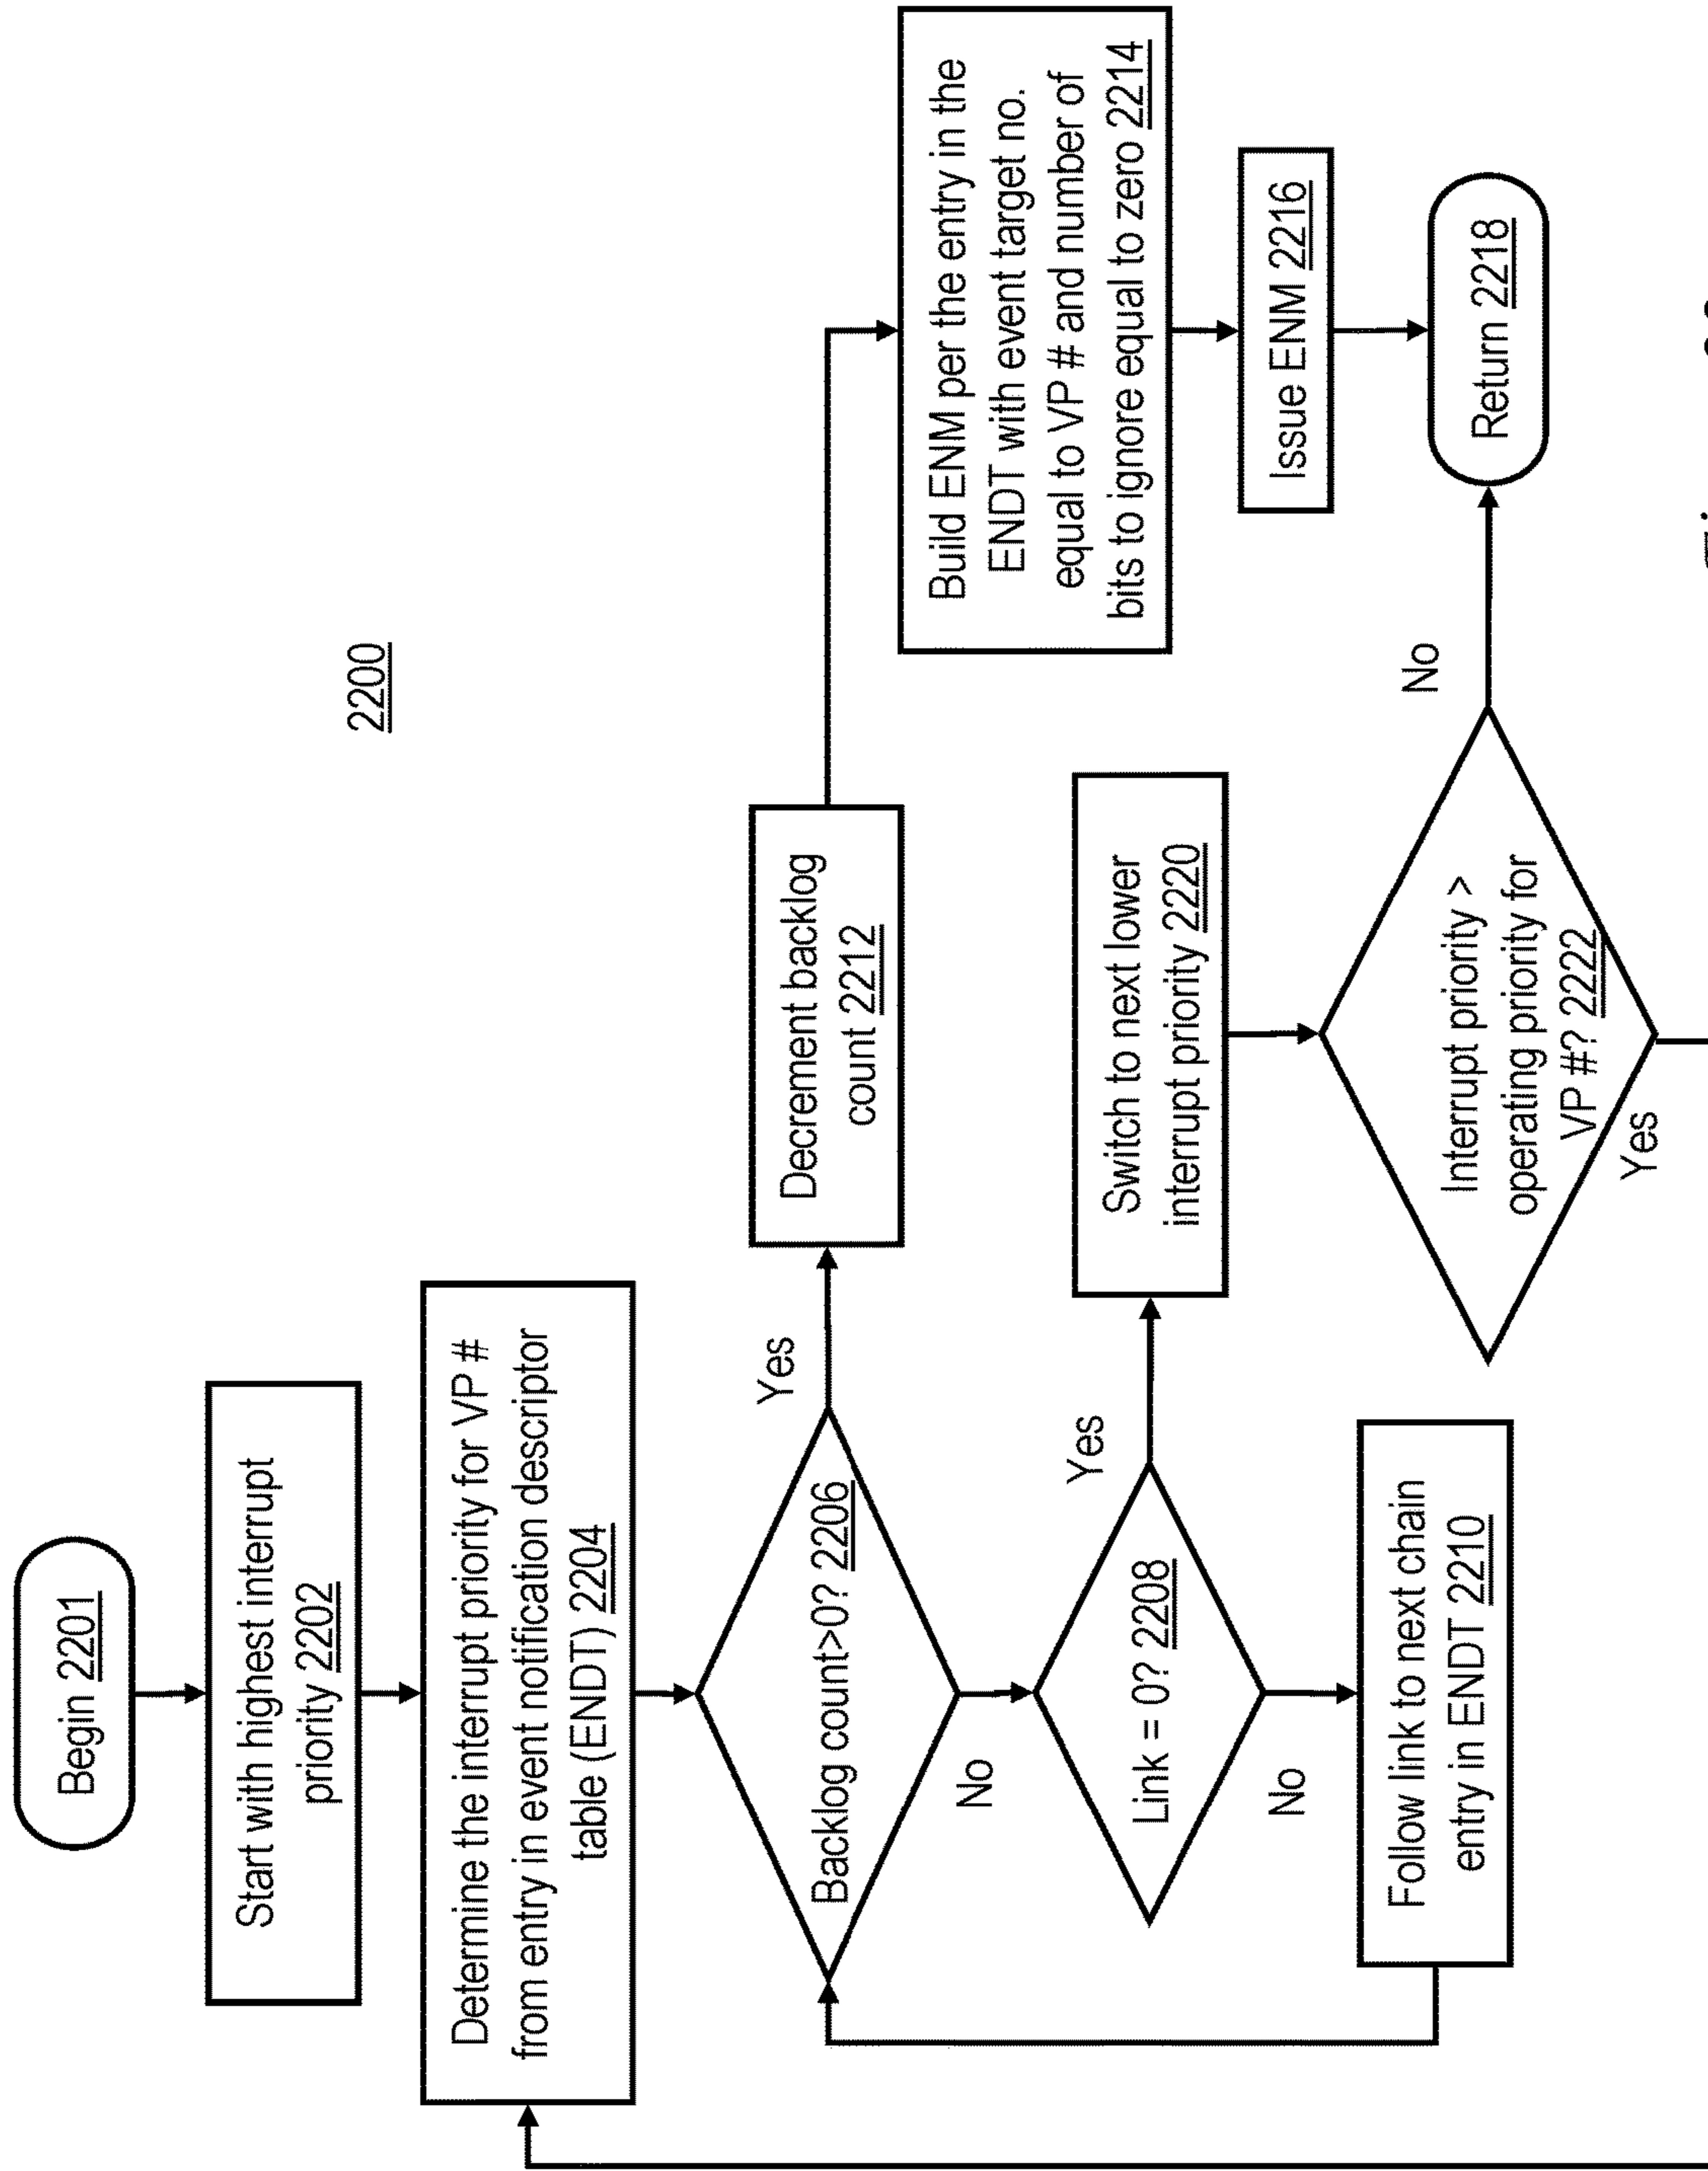 2200
Begin 2201
Start with highest interrupt
priority 2202
Determine the interrupt priority for VP #
from entry in event notification descriptor
table (ENDT) 2204
Backlog count>0? 2206
Yes
No
Decrement backlog
count 2212
Build ENM per the entry in the
ENDT with event target no.
equal to VP # and number of
bits to ignore equal to zero 2214
Issue ENM 2216
Return 2218
Link = 0? 2208
Yes
No
Switch to next lower
interrupt priority 2220
Follow link to next chain
entry in ENDT 2210
Interrupt priority >
operating priority for
VP #? 2222
No
Yes